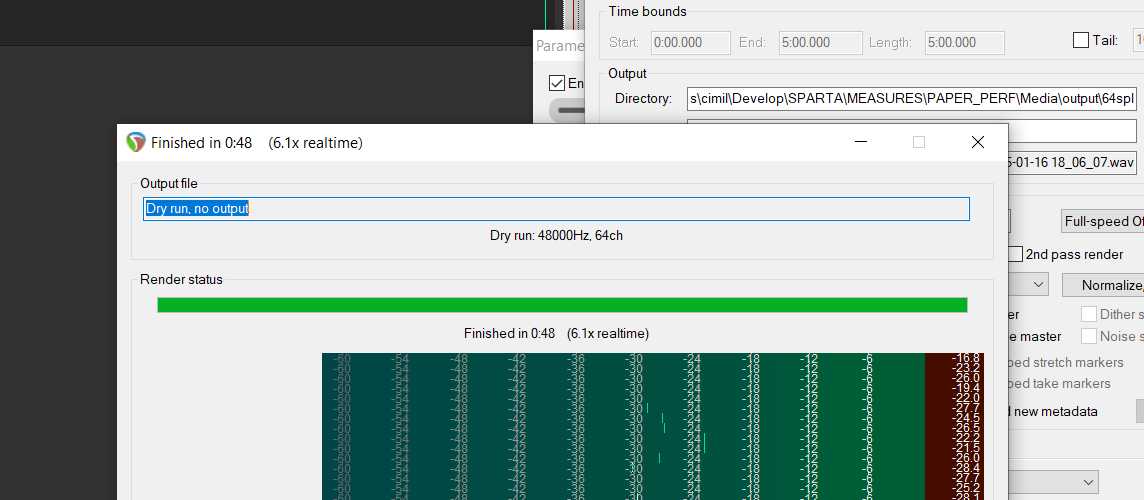 Time bounds
Start: 0:00.000 End: 5:00.000 Length: 5:00.000 Tail:
Parame
En
Output
Directory: s\cimil\Develop\SPARTA\MEASURES\PAPER_PERF\Media\output\64spl
Finished in 0:48 (6.1x realtime)
5-01-16 18_06_07.wav
Output file
Dry run, no output
Dry run: 48000Hz, 64ch
Full-speed Of
2nd pass render
Render status
Normalize,
er Dither s
Finished in 0:48 (6.1x realtime)
e master Noise s
-60 -54 -48 -42 -36 -30 -24 -18 -12 -6 -16.8
-60 -54 -48 -42 -36 -30 -24 -18 -12 -6 -23.2
-60 -54 -48 -42 -36 -30 -24 -18 -12 -6 -26.0
-60 -54 -48 -42 -36 -30 -24 -18 -12 -6 -19.4
-60 -54 -48 -42 -36 -30 -24 -18 -12 -6 -22.0
-60 -54 -48 -42 -36 -30 -24 -18 -12 -6 -27.7
-60 -54 -48 -42 -36 -30 -24 -18 -12 -6 -24.5
-60 -54 -48 -42 -36 -30 -24 -18 -12 -6 -26.5
-60 -54 -48 -42 -36 -30 -24 -18 -12 -6 -22.2
-60 -54 -48 -42 -36 -30 -24 -18 -12 -6 -21.5
-60 -54 -48 -42 -36 -30 -24 -18 -12 -6 -26.0
-60 -54 -48 -42 -36 -30 -24 -18 -12 -6 -28.4
-60 -54 -48 -42 -36 -30 -24 -18 -12 -6 -27.7
-60 -54 -48 -42 -36 -30 -24 -18 -12 -6 -25.2
-60 -54 -48 -42 -36 -30 -24 -18 -12 -6 -28.1
ped stretch markers
ped take markers
d new metadata